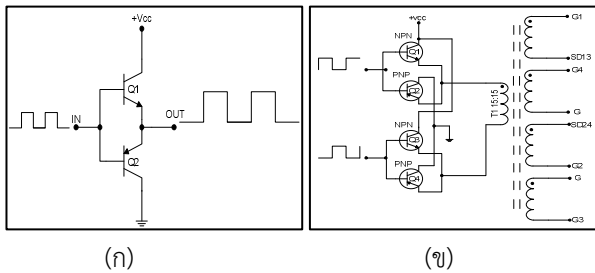 +Vcc
Q1
IN
OUT
Q2
(ก)
+vcc
NPN
Q1
PNP
Q2
NPN
Q3
PNP
Q4
T1 15:15
G1
SD13
G4
G
SD24
G2
G
G3
(ข)